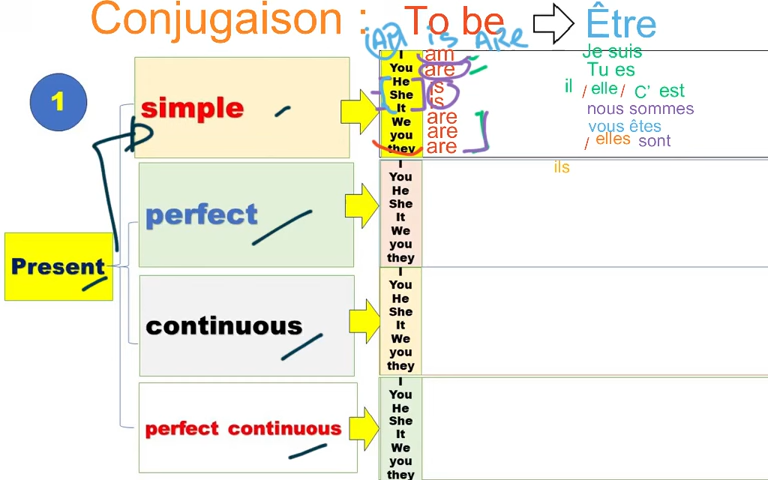 Conjugaison : To be Être
AM is ARE
1
Present
simple
I am Je suis
You are Tu es
He is il / elle / C' est
She is
It
We are nous sommes
you are vous êtes
they are / elles sont
ils
perfect
I
You
He
She
It
We
you
they
continuous
I
You
He
She
It
We
you
they
perfect continuous
I
You
He
She
It
We
you
they